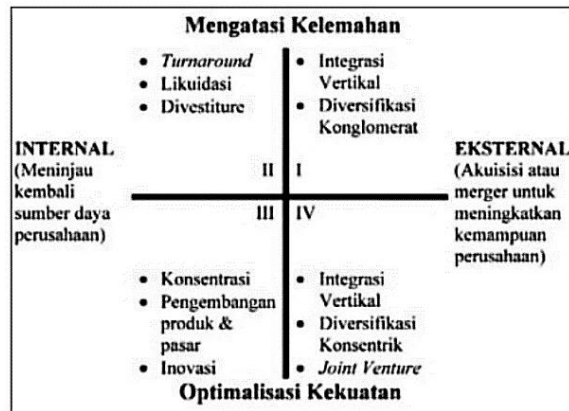 Mengatasi Kelemahan
• Turnaround
• Likuidasi
• Divestiture
• Integrasi
Vertikal
• Diversifikasi
Konglomerat
INTERNAL
(Meninjau
kembali
sumber daya
perusahaan)
EKSTERNAL
(Akuisisi atau
merger untuk
meningkatkan
kemampuan
perusahaan)
II I
III IV
• Konsentrasi
• Pengembangan
produk &
pasar
• Inovasi
• Integrasi
Vertikal
• Diversifikasi
Konsentrik
• Joint Venture
Optimalisasi Kekuatan